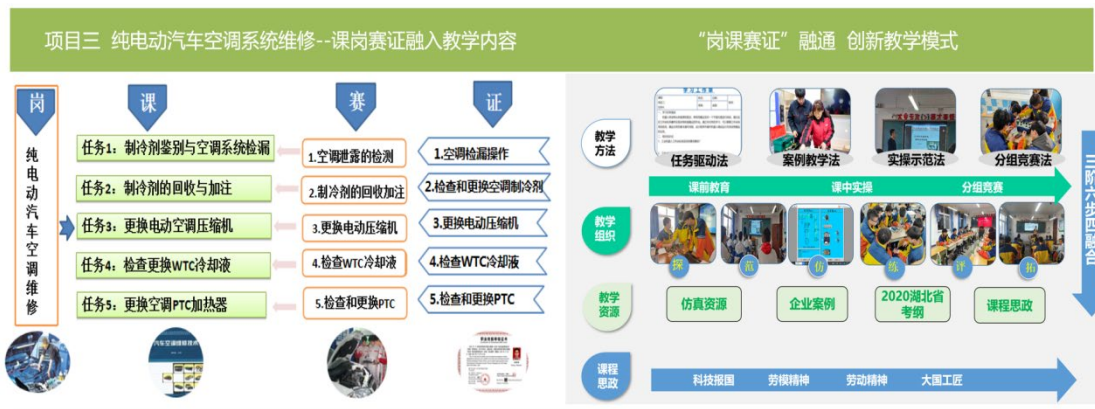 项目三 纯电动汽车空调系统维修--课岗赛证融入教学内容
岗
课
赛
证
纯电动汽车空调维修
任务1：制冷剂鉴别与空调系统检漏
1.空调泄露的检测
1.空调检漏操作
任务2：制冷剂的回收与加注
2.制冷剂的回收加注
2.检查和更换空调制冷剂
任务3：更换电动空调压缩机
3.更换电动压缩机
3.更换电动压缩机
任务4：检查更换WTC冷却液
4.检查WTC冷却液
4.检查WTC冷却液
任务5：更换空调PTC加热器
5.检查和更换PTC
5.检查和更换PTC
汽车空调维修技术
“岗课赛证”融通 创新教学模式
教学
方法
任务驱动法
案例教学法
实操示范法
分组竞赛法
课前教育
课中实操
分组竞赛
教学
组织
探
范
仿
练
评
拓
教学
资源
仿真资源
企业案例
2020湖北省
考纲
课程思政
课程
思政
科技报国
劳模精神
劳动精神
大国工匠
三阶六步四融合